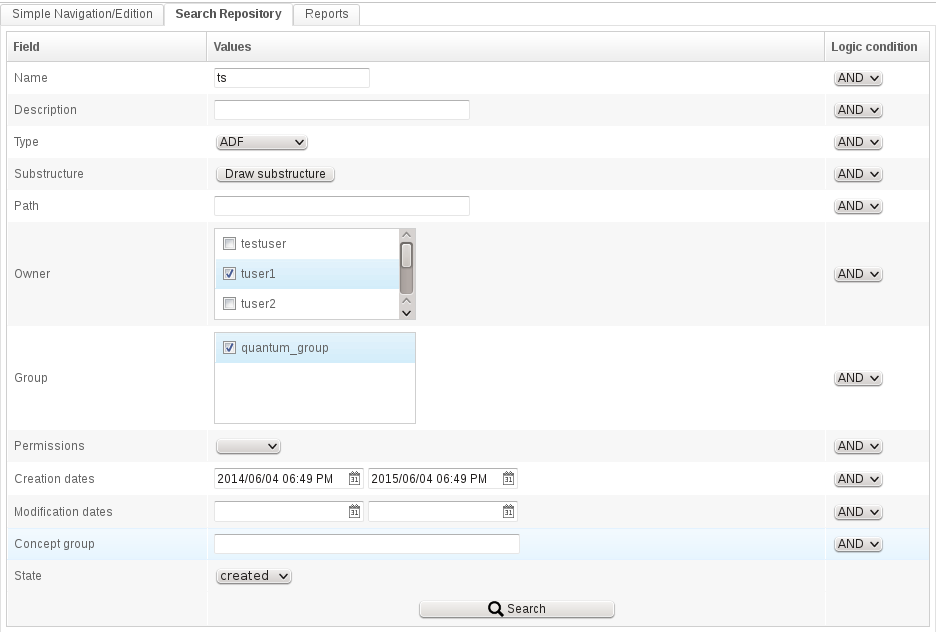 Simple Navigation/Edition Search Repository Reports
Field Values Logic condition
Name ts AND
Description AND
Type ADF AND
Substructure Draw substructure AND
Path AND
testuser
Owner tuser1 AND
tuser2
quantum_group
Group AND
Permissions AND
Creation dates 2014/06/04 06:49 PM 31 2015/06/04 06:49 PM 31 AND
Modification dates 31 31 AND
Concept group AND
State created
Search